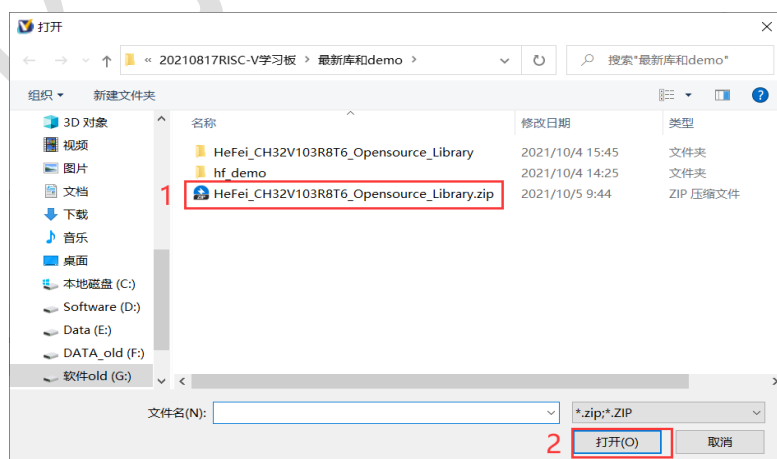 打开
« 20210817RISC-V学习板 › 最新库和demo ›
搜索"最新库和demo"
组织 新建文件夹
名称 修改日期 类型
3D 对象
视频
图片
文档
下载
音乐
桌面
本地磁盘 (C:)
Software (D:)
Data (E:)
DATA_old (F:)
软件old (G:)
HeFei_CH32V103R8T6_Opensource_Library 2021/10/4 15:45 文件夹
hf_demo 2021/10/4 14:25 文件夹
1 HeFei_CH32V103R8T6_Opensource_Library.zip 2021/10/5 9:44 ZIP 压缩文件
文件名(N): *.zip;*.ZIP
2 打开(O) 取消